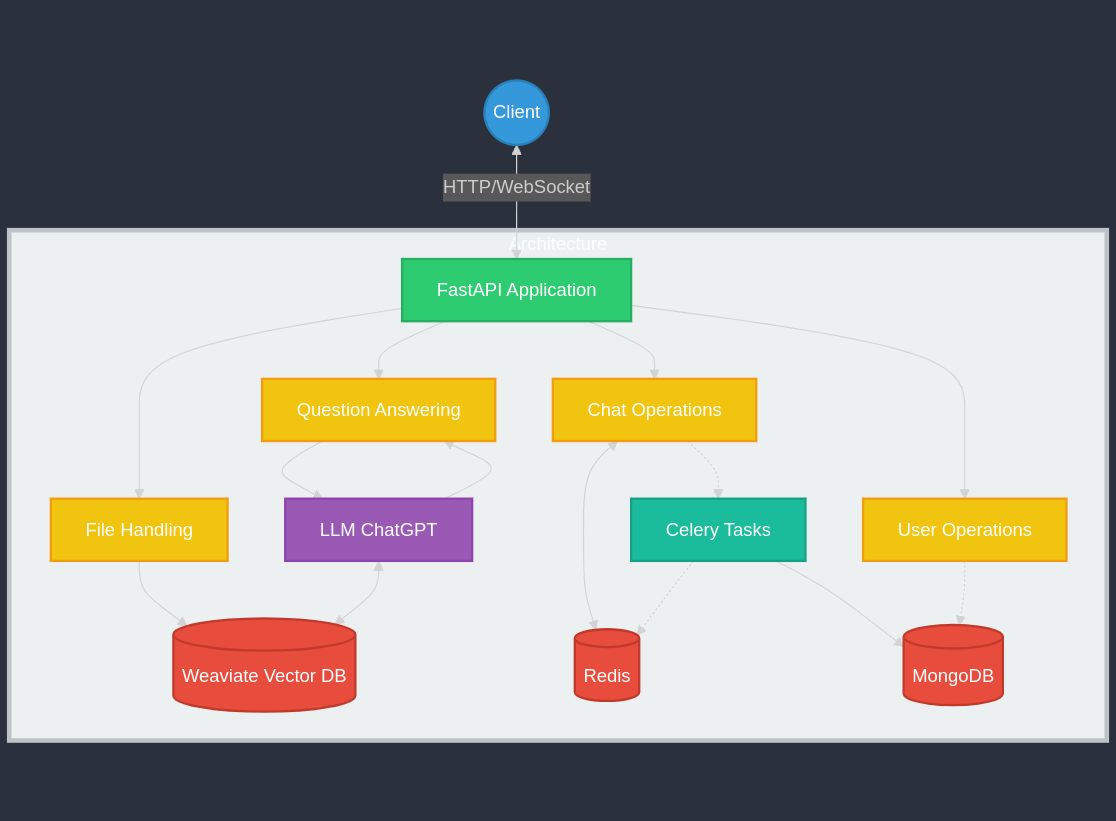 Client
HTTP/WebSocket
Architecture
FastAPI Application
Question Answering
Chat Operations
File Handling
LLM ChatGPT
Celery Tasks
User Operations
Weaviate Vector DB
Redis
MongoDB